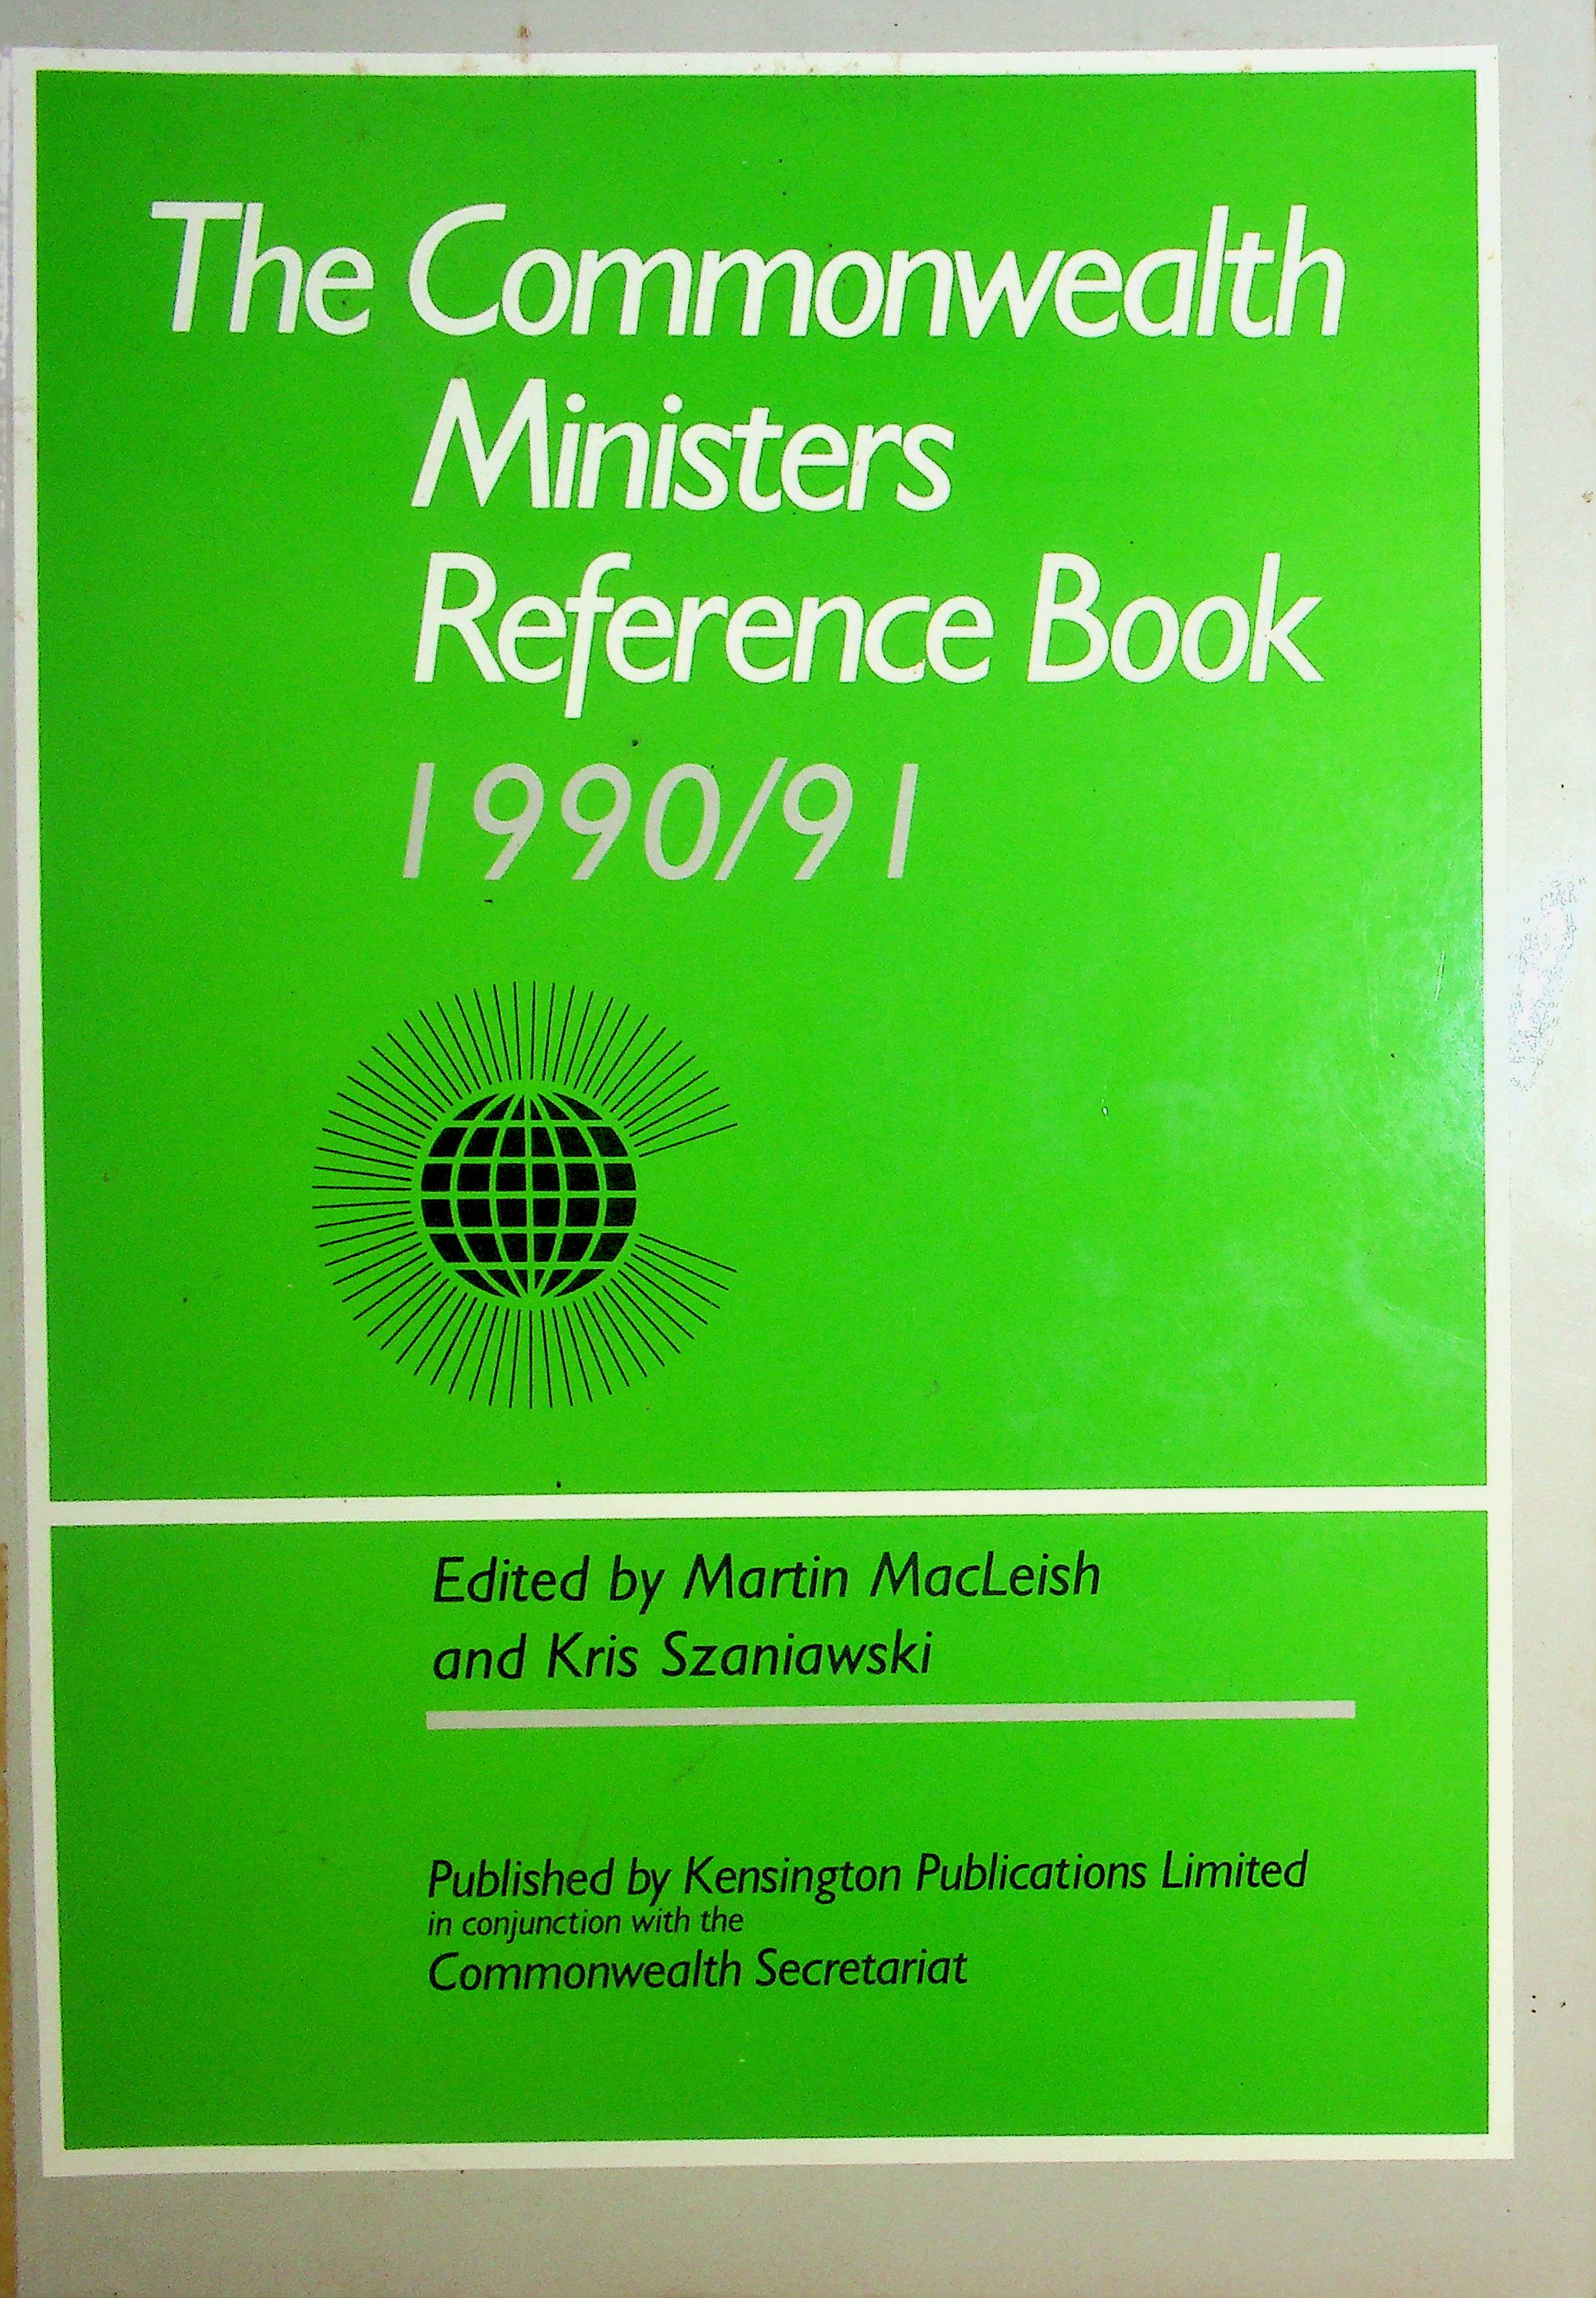 The Commonwealth
Ministers
Reference Book
1990/91
Edited by Martin MacLeish
and Kris Szaniawski
Published by Kensington Publications Limited
in conjunction with the
Commonwealth Secretariat